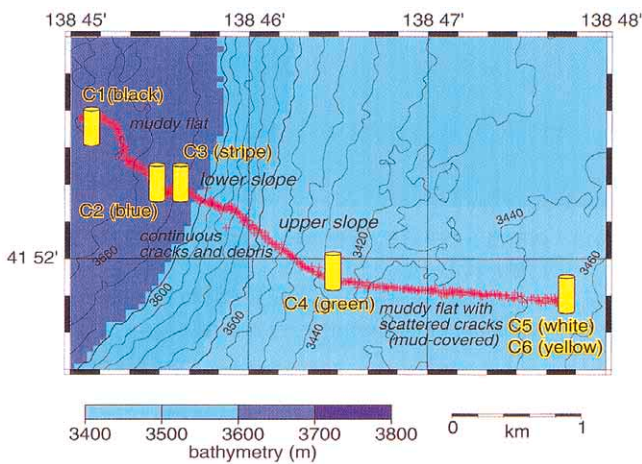 138 45' 138 46' 138 47' 138 48'
C1(black)
muddy flat
C3 (stripe)
lower slope
C2 (blue)
upper slope
continuous
cracks and debris
41 52'
3420
3440
3460
3660
3600
3500
3440
C4 (green)
muddy flat with
scattered cracks
(mud-covered)
C5 (white)
C6 (yellow)
3400 3500 3600 3700 3800
bathymetry (m)
0 1
km